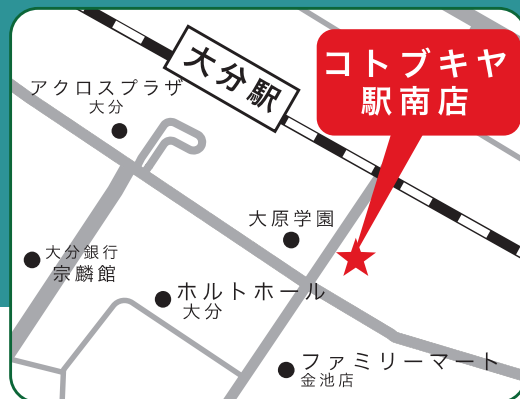 コトブキヤ
駅南店
大分駅
アクロスプラザ
大分
大原学園
大分銀行
宗麟館
ホルトホール
大分
ファミリーマート
金池店